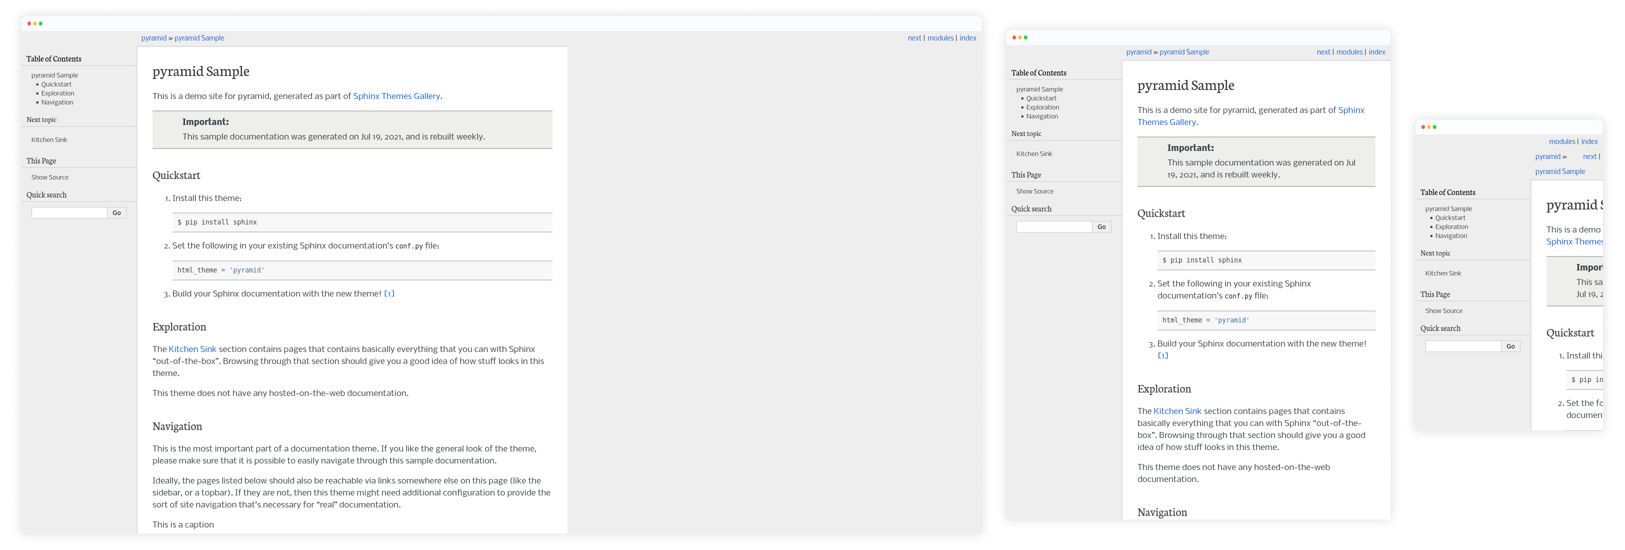 pyramid » pyramid Sample
next | modules | index
Table of Contents
pyramid Sample
Quickstart
Exploration
Navigation
Next topic
Kitchen Sink
This Page
Show Source
Quick search
Go
pyramid Sample
This is a demo site for pyramid, generated as part of Sphinx Themes Gallery.
Important:
This sample documentation was generated on Jul 19, 2021, and is rebuilt weekly.
Quickstart
1. Install this theme:
$ pip install sphinx
2. Set the following in your existing Sphinx documentation's conf.py file:
html_theme = 'pyramid'
3. Build your Sphinx documentation with the new theme! [1]
Exploration
The Kitchen Sink section contains pages that contains basically everything that you can with Sphinx
“out-of-the-box”. Browsing through that section should give you a good idea of how stuff looks in this
theme.
This theme does not have any hosted-on-the-web documentation.
Navigation
This is the most important part of a documentation theme. If you like the general look of the theme,
please make sure that it is possible to easily navigate through this sample documentation.
Ideally, the pages listed below should also be reachable via links somewhere else on this page (like the
sidebar, or a topbar). If they are not, then this theme might need additional configuration to provide the
sort of site navigation that's necessary for “real” documentation.
This is a caption
pyramid » pyramid Sample
next | modules | index
Table of Contents
pyramid Sample
Quickstart
Exploration
Navigation
Next topic
Kitchen Sink
This Page
Show Source
Quick search
Go
pyramid Sample
This is a demo site for pyramid, generated as part of Sphinx
Themes Gallery.
Important:
This sample documentation was generated on Jul
19, 2021, and is rebuilt weekly.
Quickstart
1. Install this theme:
$ pip install sphinx
2. Set the following in your existing Sphinx
documentation's conf.py file:
html_theme = 'pyramid'
3. Build your Sphinx documentation with the new theme!
[1]
Exploration
The Kitchen Sink section contains pages that contains
basically everything that you can with Sphinx “out-of-the-
box”. Browsing through that section should give you a good
idea of how stuff looks in this theme.
This theme does not have any hosted-on-the-web
documentation.
Navigation
modules | index
pyramid » next |
pyramid Sample
Table of Contents
pyramid Sample
Quickstart
Exploration
Navigation
Next topic
Kitchen Sink
This Page
Show Source
Quick search
Go
pyramid S
This is a demo
Sphinx Themes
Impor
This sa
Jul 19, 2
Quickstart
1. Install thi
$ pip in
2. Set the fo
documen